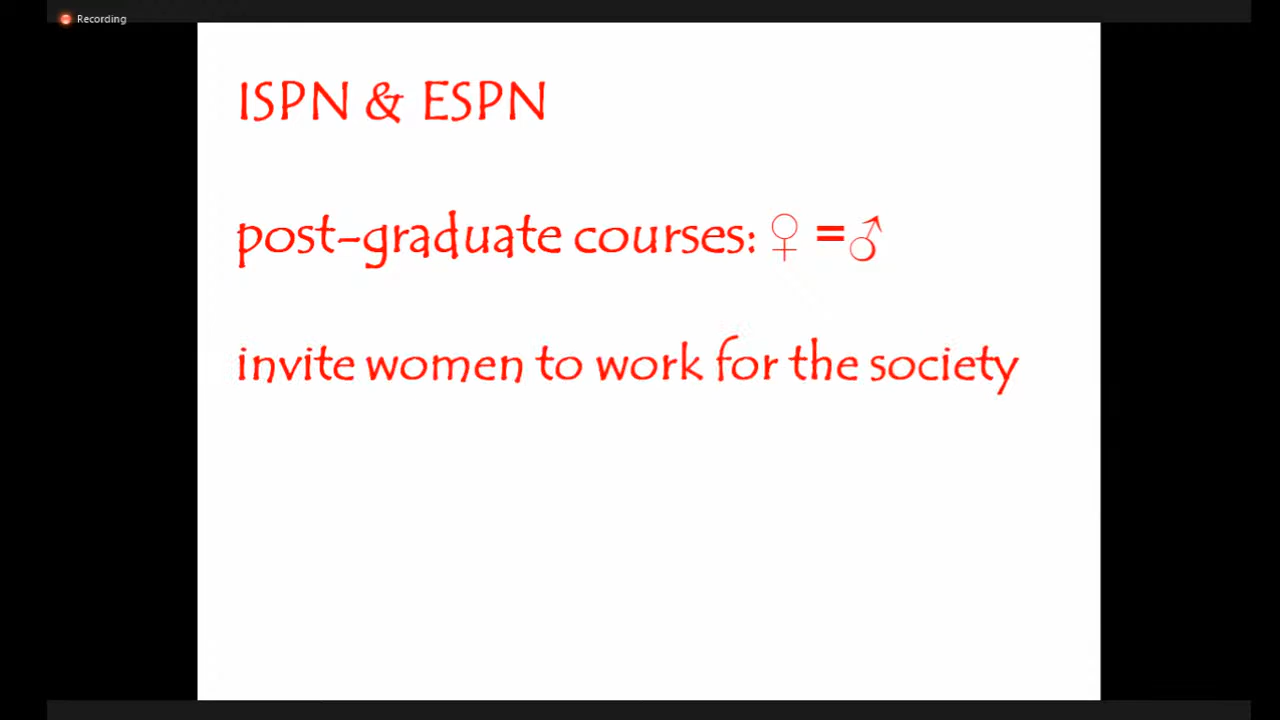 Recording
ISPN & ESPN
post-graduate courses: ♀ =♂
invite women to work for the society